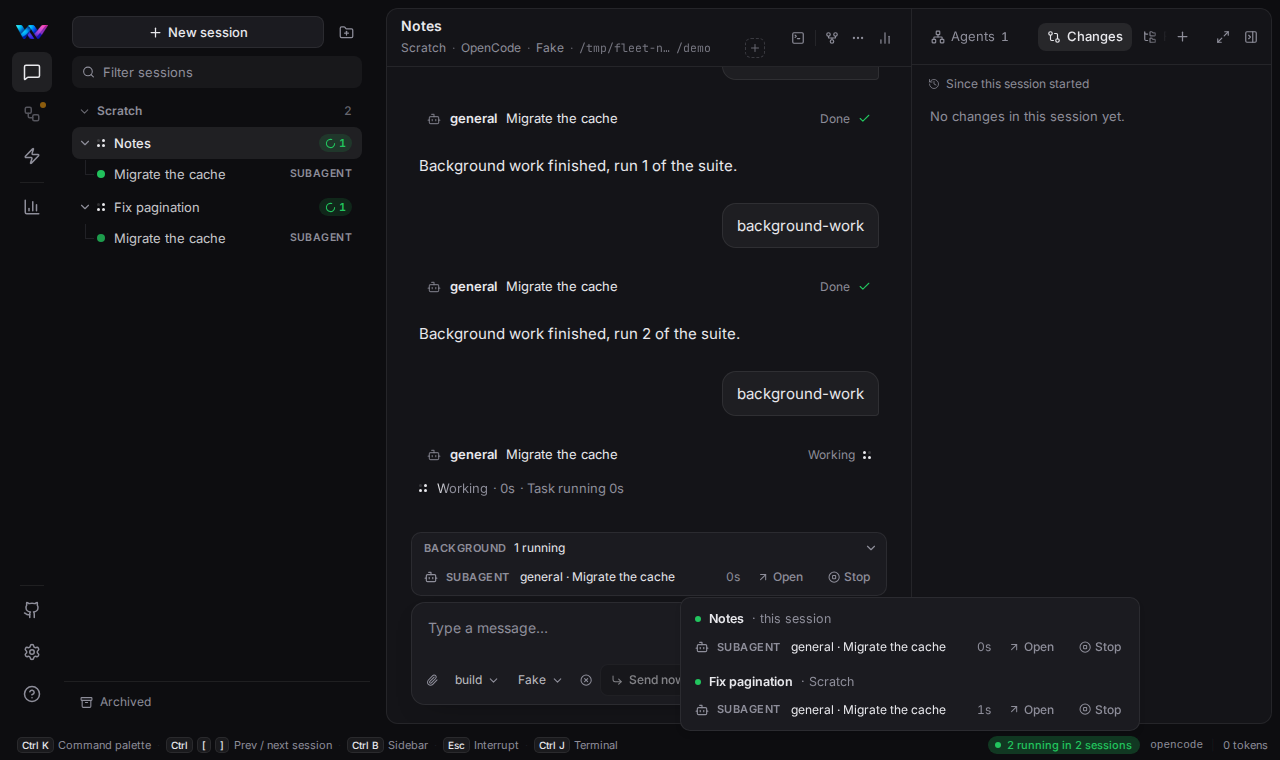 New session
Filter sessions
Scratch 2
Notes 1
Migrate the cache SUBAGENT
Fix pagination 1
Migrate the cache SUBAGENT
Archived
Notes
Scratch · OpenCode · Fake · /tmp/fleet-n… /demo
general Migrate the cache Done
Background work finished, run 1 of the suite.
background-work
general Migrate the cache Done
Background work finished, run 2 of the suite.
background-work
general Migrate the cache Working
Working · 0s · Task running 0s
BACKGROUND 1 running
SUBAGENT general · Migrate the cache 0s Open Stop
Type a message...
build Fake Send now
Agents 1 Changes
Since this session started
No changes in this session yet.
Notes · this session
SUBAGENT general · Migrate the cache 0s Open Stop
Fix pagination · Scratch
SUBAGENT general · Migrate the cache 1s Open Stop
Ctrl K Command palette Ctrl [ ] Prev / next session Ctrl B Sidebar Esc Interrupt Ctrl J Terminal 2 running in 2 sessions opencode 0 tokens